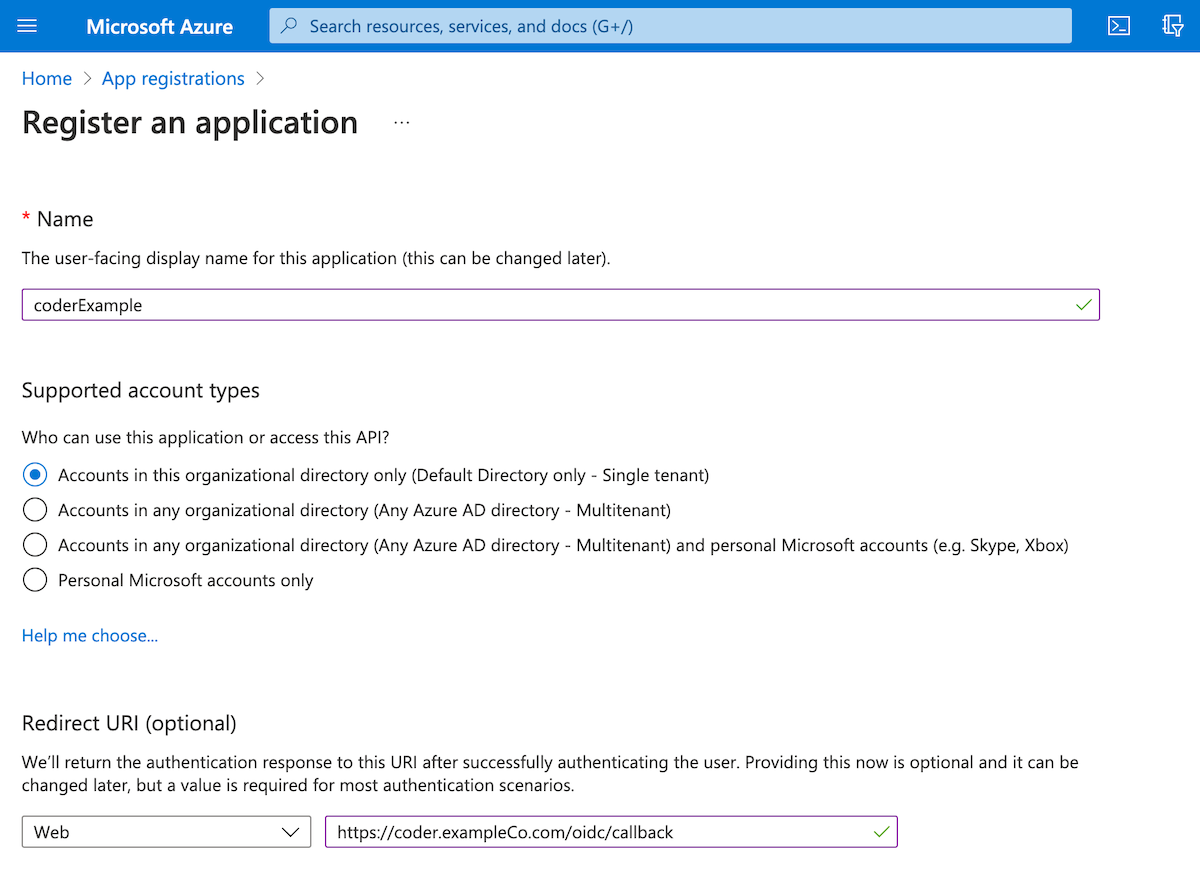 Microsoft Azure
Search resources, services, and docs (G+/)
Home > App registrations >
Register an application ...
* Name
The user-facing display name for this application (this can be changed later).
coderExample
Supported account types
Who can use this application or access this API?
Accounts in this organizational directory only (Default Directory only - Single tenant)
Accounts in any organizational directory (Any Azure AD directory - Multitenant)
Accounts in any organizational directory (Any Azure AD directory - Multitenant) and personal Microsoft accounts (e.g. Skype, Xbox)
Personal Microsoft accounts only
Help me choose...
Redirect URI (optional)
We’ll return the authentication response to this URI after successfully authenticating the user. Providing this now is optional and it can be
changed later, but a value is required for most authentication scenarios.
Web
https://coder.exampleCo.com/oidc/callback